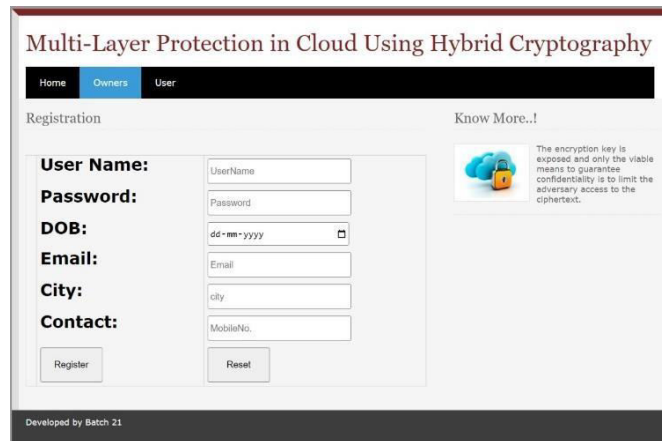 Multi-Layer Protection in Cloud Using Hybrid Cryptography
Home Owners User
Registration
User Name: UserName
Password: Password
DOB: dd-mm-yyyy
Email: Email
City: city
Contact: MobileNo.
Register Reset
Know More..!
The encryption key is
exposed and only the viable
means to guarantee
confidentiality is to limit the
adversary access to the
ciphertext.
Developed by Batch 21